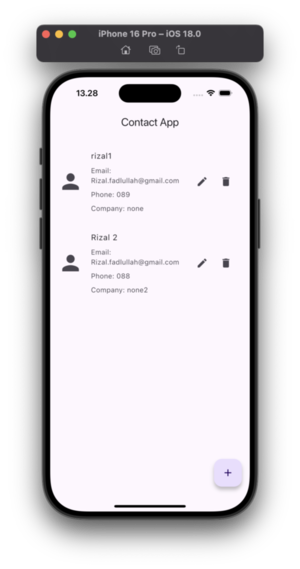 iPhone 16 Pro – iOS 18.0
13.28
Contact App
rizal1
Email:
Rizal.fadlullah@gmail.com
Phone: 089
Company: none
Rizal 2
Email:
Rizal.fadlullah@gmail.com
Phone: 088
Company: none2